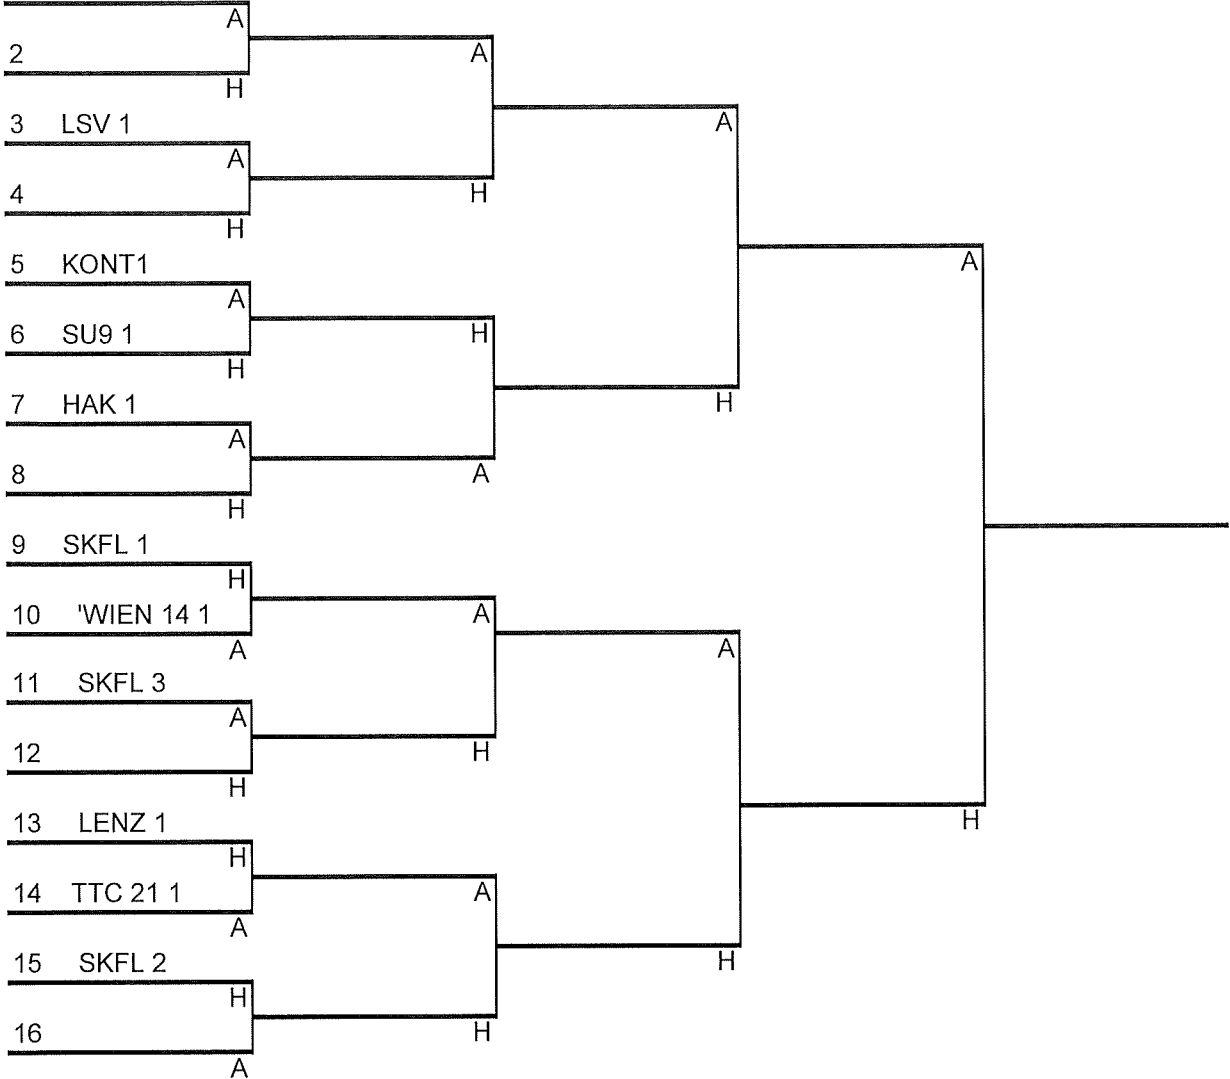 A
2 A
H
3 LSV 1 A
A
4 H
H
5 KONT1 A
A
6 SU9 1 H
H
7 HAK 1 H
A
8 A
H
9 SKFL 1
H
10 'WIEN 14 1 A
A A
11 SKFL 3
A
12 H
H
13 LENZ 1 H
H
14 TTC 21 1 A
A
15 SKFL 2 H
H
16 H
A